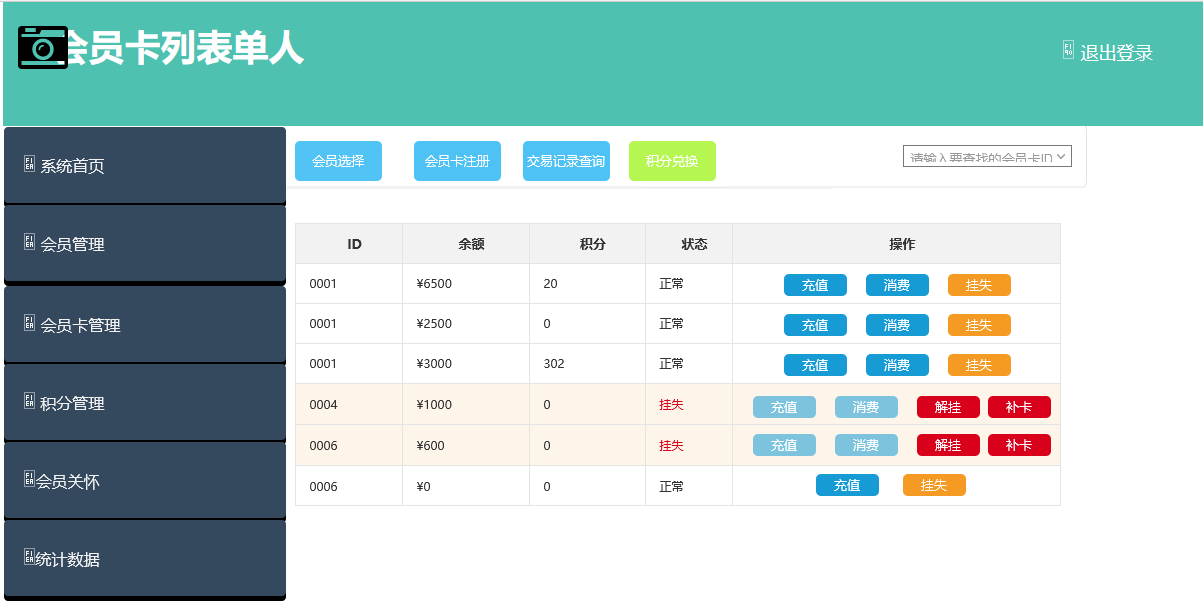 会员卡列表单人
退出登录
系统首页
会员管理
会员卡管理
积分管理
会员关怀
统计数据
会员选择 会员卡注册 交易记录查询 积分兑换 请输入要查找的会员卡ID
ID 余额 积分 状态 操作
0001 ¥6500 20 正常 充值 消费 挂失
0001 ¥2500 0 正常 充值 消费 挂失
0001 ¥3000 302 正常 充值 消费 挂失
0004 ¥1000 0 挂失 充值 消费 解挂 补卡
0006 ¥600 0 挂失 充值 消费 解挂 补卡
0006 ¥0 0 正常 充值 挂失